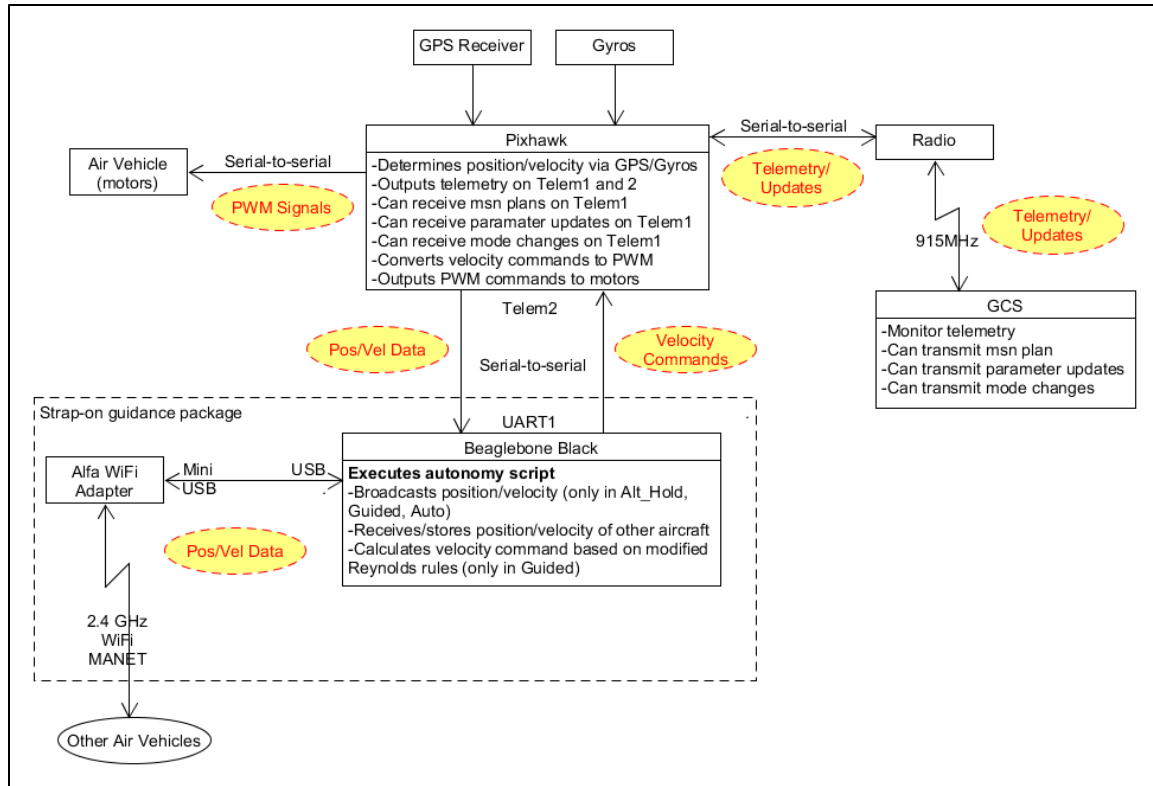 GPS Receiver
Gyros
Pixhawk
-Determines position/velocity via GPS/Gyros
-Outputs telemetry on Telem1 and 2
-Can receive msn plans on Telem1
-Can receive paramater updates on Telem1
-Can receive mode changes on Telem1
-Converts velocity commands to PWM
-Outputs PWM commands to motors
Air Vehicle
(motors)
Serial-to-serial
PWM Signals
Serial-to-serial
Telemetry/
Updates
Radio
915MHz
Telemetry/
Updates
GCS
-Monitor telemetry
-Can transmit msn plan
-Can transmit parameter updates
-Can transmit mode changes
Telem2
Pos/Vel Data
Serial-to-serial
Velocity
Commands
Strap-on guidance package
UART1
Beaglebone Black
Executes autonomy script
-Broadcasts position/velocity (only in Alt_Hold,
Guided, Auto)
-Receives/stores position/velocity of other aircraft
-Calculates velocity command based on modified
Reynolds rules (only in Guided)
Alfa WiFi
Adapter
Mini
USB
USB
Pos/Vel Data
2.4 GHz
WiFi
MANET
Other Air Vehicles